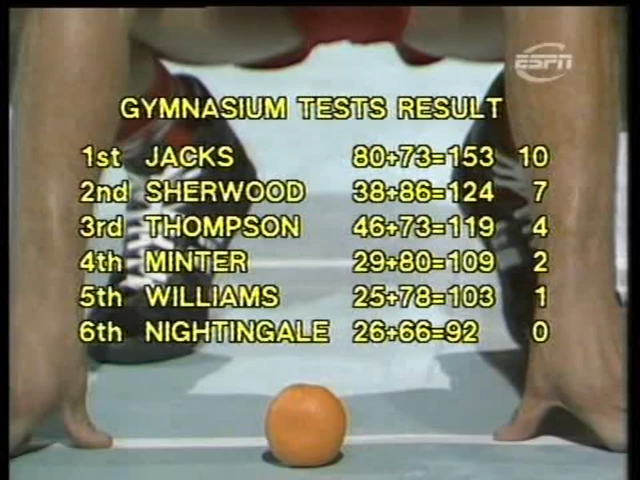 ESPN
GYMNASIUM TESTS RESULT
1st JACKS 80+73=153 10
2nd SHERWOOD 38+86=124 7
3rd THOMPSON 46+73=119 4
4th MINTER 29+80=109 2
5th WILLIAMS 25+78=103 1
6th NIGHTINGALE 26+66=92 0